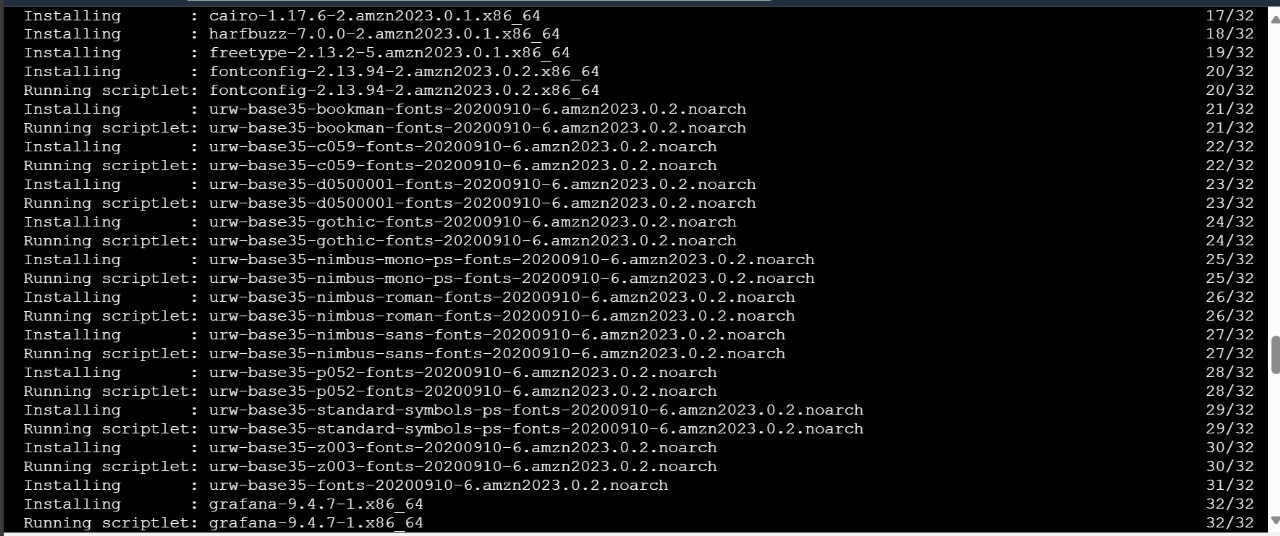 Installing       : cairo-1.17.6-2.amzn2023.0.1.x86_64 17/32
Installing       : harfbuzz-7.0.0-2.amzn2023.0.1.x86_64 18/32
Installing       : freetype-2.13.2-5.amzn2023.0.1.x86_64 19/32
Installing       : fontconfig-2.13.94-2.amzn2023.0.2.x86_64 20/32
Running scriptlet: fontconfig-2.13.94-2.amzn2023.0.2.x86_64 20/32
Installing       : urw-base35-bookman-fonts-20200910-6.amzn2023.0.2.noarch 21/32
Running scriptlet: urw-base35-bookman-fonts-20200910-6.amzn2023.0.2.noarch 21/32
Installing       : urw-base35-c059-fonts-20200910-6.amzn2023.0.2.noarch 22/32
Running scriptlet: urw-base35-c059-fonts-20200910-6.amzn2023.0.2.noarch 22/32
Installing       : urw-base35-d050000l-fonts-20200910-6.amzn2023.0.2.noarch 23/32
Running scriptlet: urw-base35-d050000l-fonts-20200910-6.amzn2023.0.2.noarch 23/32
Installing       : urw-base35-gothic-fonts-20200910-6.amzn2023.0.2.noarch 24/32
Running scriptlet: urw-base35-gothic-fonts-20200910-6.amzn2023.0.2.noarch 24/32
Installing       : urw-base35-nimbus-mono-ps-fonts-20200910-6.amzn2023.0.2.noarch 25/32
Running scriptlet: urw-base35-nimbus-mono-ps-fonts-20200910-6.amzn2023.0.2.noarch 25/32
Installing       : urw-base35-nimbus-roman-fonts-20200910-6.amzn2023.0.2.noarch 26/32
Running scriptlet: urw-base35-nimbus-roman-fonts-20200910-6.amzn2023.0.2.noarch 26/32
Installing       : urw-base35-nimbus-sans-fonts-20200910-6.amzn2023.0.2.noarch 27/32
Running scriptlet: urw-base35-nimbus-sans-fonts-20200910-6.amzn2023.0.2.noarch 27/32
Installing       : urw-base35-p052-fonts-20200910-6.amzn2023.0.2.noarch 28/32
Running scriptlet: urw-base35-p052-fonts-20200910-6.amzn2023.0.2.noarch 28/32
Installing       : urw-base35-standard-symbols-ps-fonts-20200910-6.amzn2023.0.2.noarch 29/32
Running scriptlet: urw-base35-standard-symbols-ps-fonts-20200910-6.amzn2023.0.2.noarch 29/32
Installing       : urw-base35-z003-fonts-20200910-6.amzn2023.0.2.noarch 30/32
Running scriptlet: urw-base35-z003-fonts-20200910-6.amzn2023.0.2.noarch 30/32
Installing       : urw-base35-fonts-20200910-6.amzn2023.0.2.noarch 31/32
Installing       : grafana-9.4.7-1.x86_64 32/32
Running scriptlet: grafana-9.4.7-1.x86_64 32/32